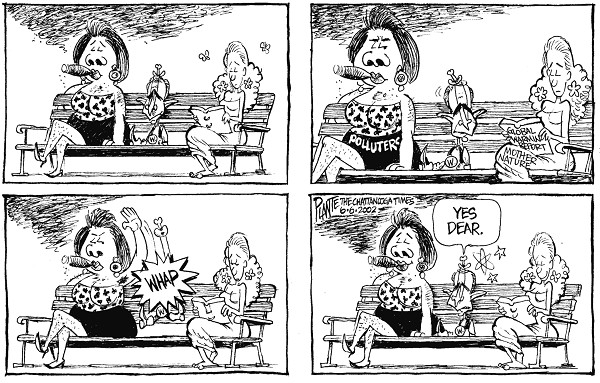 W
POLLUTERS
W
GLOBAL
WARMING
REPORT
MOTHER
NATURE
WHAP
PLANTE THE CHATTANOOGA TIMES
6·6·2002
YES
DEAR.
W